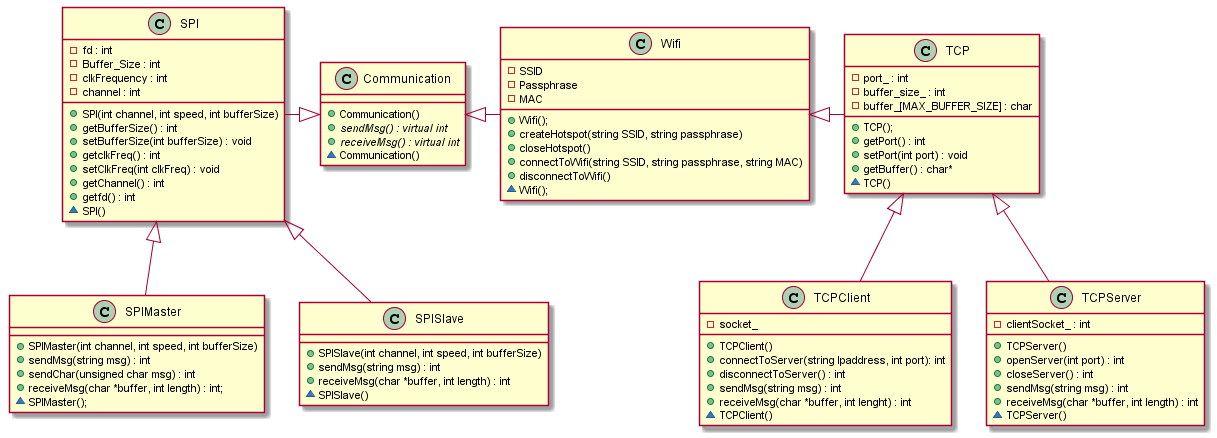 C SPI
fd : int
Buffer_Size : int
clkFrequency : int
channel : int
SPI(int channel, int speed, int bufferSize)
getBufferSize() : int
setBufferSize(int bufferSize) : void
getclkFreq() : int
setClkFreq(int clkFreq) : void
getChannel() : int
getfd() : int
SPI()
C Communication
Communication()
sendMsg() : virtual int
receiveMsg() : virtual int
Communication()
C Wifi
SSID
Passphrase
MAC
Wifi();
createHotspot(string SSID, string passphrase)
closeHotspot()
connectToWifi(string SSID, string passphrase, string MAC)
disconnectToWifi()
Wifi();
C TCP
port_ : int
buffer_size_ : int
buffer_[MAX_BUFFER_SIZE] : char
TCP();
getPort() : int
setPort(int port) : void
getBuffer() : char*
TCP()
C SPIMaster
SPIMaster(int channel, int speed, int bufferSize)
sendMsg(string msg) : int
sendChar(unsigned char msg) : int
receiveMsg(char *buffer, int length) : int;
SPIMaster();
C SPISlave
SPISlave(int channel, int speed, int bufferSize)
sendMsg(string msg) : int
receiveMsg(char *buffer, int length) : int
SPISlave()
C TCPClient
socket_
TCPClient()
connectToServer(string Ipaddress, int port): int
disconnectToServer() : int
sendMsg(string msg) : int
receiveMsg(char *buffer, int lenght) : int
TCPClient()
C TCPServer
clientSocket_ : int
TCPServer()
openServer(int port) : int
closeServer() : int
sendMsg(string msg) : int
receiveMsg(char *buffer, int length) : int
TCPServer()